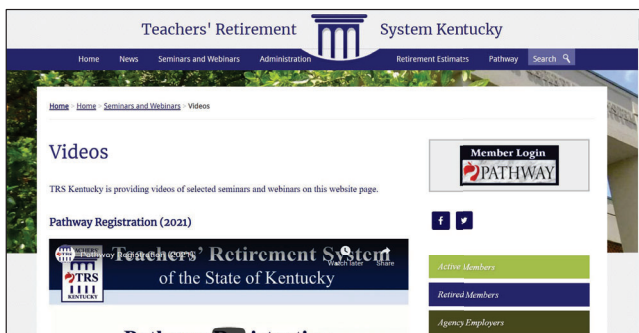 Teachers' Retirement System Kentucky
Home News Seminars and Webinars Administration Retirement Estimates Pathway Search
Home > Home > Seminars and Webinars > Videos
Videos
TRS Kentucky is providing videos of selected seminars and webinars on this website page.
Pathway Registration (2021)
Pathway Registration (2021)
Teachers' Retirement System
of the State of Kentucky
Watch later Share
TEACHERS'
TRS
KENTUCKY
Member Login
PATHWAY
Active Members
Retired Members
Agency Employers